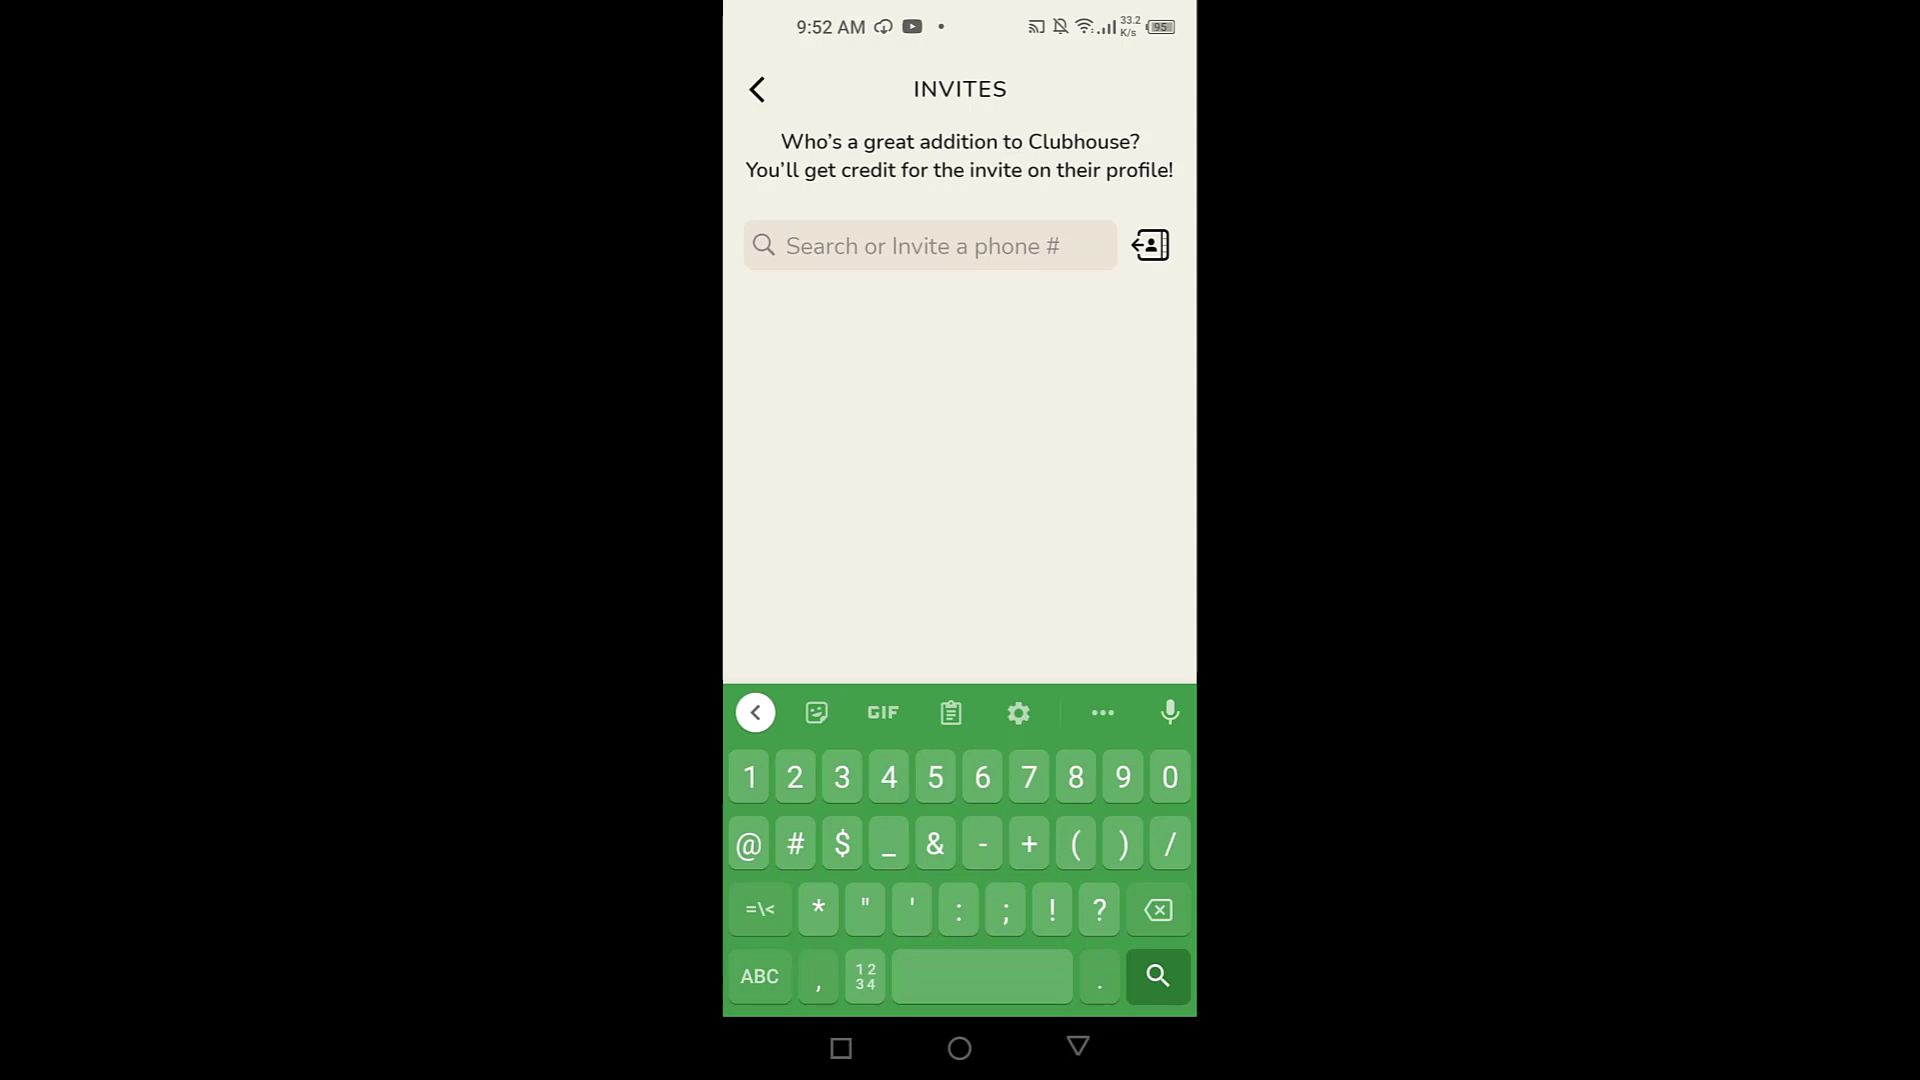 9:52 AM
33.2
K/s
95
INVITES
Who's a great addition to Clubhouse?
You'll get credit for the invite on their profile!
Search or Invite a phone #
GIF
1 2 3 4 5 6 7 8 9 0
@ # $ _ & - + ( ) /
=\< * " ' : ; ! ?
ABC , 12 34 .